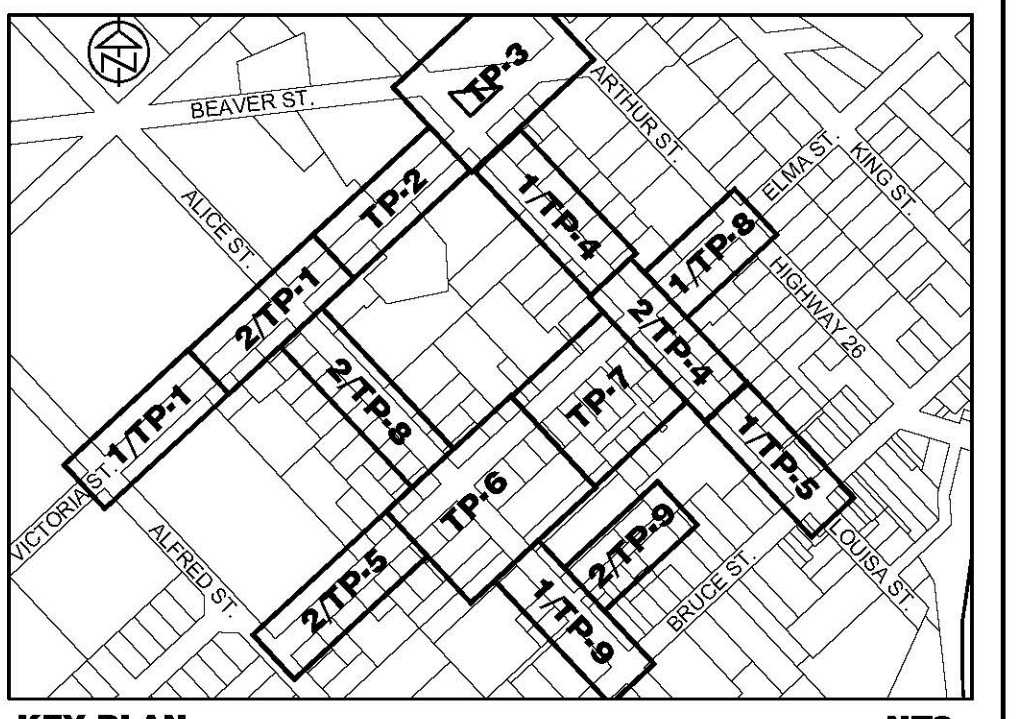 TP-3
BEAVER ST.
ARTHUR ST.
ELMA ST.
KING ST.
TP-2
ALICE ST.
1/TP-4
1/TP-8
2/TP-1
HIGHWAY 26
2/TP-4
2/TP-8
TP-7
1/TP-1
1/TP-5
VICTORIA ST.
TP-6
ALFRED ST.
2/TP-5
2/TP-9
LOUISA ST.
BRUCE ST.
1/TP-9
KEY PLAN
NTS